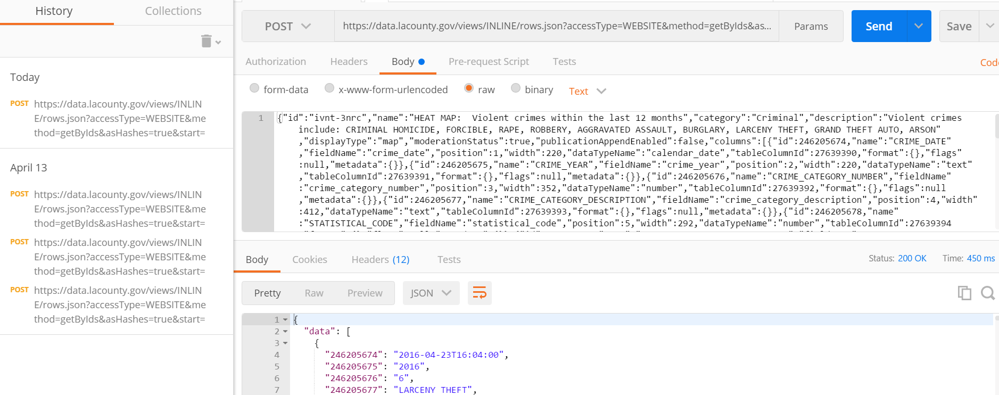 History
Collections
Today
POST https://data.lacounty.gov/views/INLIN
E/rows.json?accessType=WEBSITE&me
thod=getByIds&asHashes=true&start=
April 13
POST https://data.lacounty.gov/views/INLIN
E/rows.json?accessType=WEBSITE&me
thod=getByIds&asHashes=true&start=
POST https://data.lacounty.gov/views/INLIN
E/rows.json?accessType=WEBSITE&me
thod=getByIds&asHashes=true&start=
POST https://data.lacounty.gov/views/INLIN
E/rows.json?accessType=WEBSITE&me
thod=getByIds&asHashes=true&start=
POST https://data.lacounty.gov/views/INLINE/rows.json?accessType=WEBSITE&method=getByIds&as... Params Send Save
Authorization Headers Body Pre-request Script Tests Code
form-data x-www-form-urlencoded raw binary Text
1 {"id":"ivnt-3nrc","name":"HEAT MAP:  Violent crimes within the last 12 months","category":"Criminal","description":"Violent crimes
include: CRIMINAL HOMICIDE, FORCIBLE, RAPE, ROBBERY, AGGRAVATED ASSAULT, BURGLARY, LARCENY THEFT, GRAND THEFT AUTO, ARSON"
,"displayType":"map","moderationStatus":true,"publicationAppendEnabled":false,"columns":[{"id":246205674,"name":"CRIME_DATE"
,"fieldName":"crime_date","position":1,"width":220,"dataTypeName":"calendar_date","tableColumnId":27639390,"format":{},"flags"
:null,"metadata":{}},{"id":246205675,"name":"CRIME_YEAR","fieldName":"crime_year","position":2,"width":220,"dataTypeName":"text"
,"tableColumnId":27639391,"format":{},"flags":null,"metadata":{}},{"id":246205676,"name":"CRIME_CATEGORY_NUMBER","fieldName"
:"crime_category_number","position":3,"width":352,"dataTypeName":"number","tableColumnId":27639392,"format":{},"flags":null
,"metadata":{}},{"id":246205677,"name":"CRIME_CATEGORY_DESCRIPTION","fieldName":"crime_category_description","position":4,"width"
:412,"dataTypeName":"text","tableColumnId":27639393,"format":{},"flags":null,"metadata":{}},{"id":246205678,"name"
:"STATISTICAL_CODE","fieldName":"statistical_code","position":5,"width":292,"dataTypeName":"number","tableColumnId":27639394
Body Cookies Headers (12) Tests Status: 200 OK Time: 450 ms
Pretty Raw Preview JSON
1 {
2 "data": [
3 {
4 "246205674": "2016-04-23T16:04:00",
5 "246205675": "2016",
6 "246205676": "6",
7 "246205677": "LARCENY THEFT",